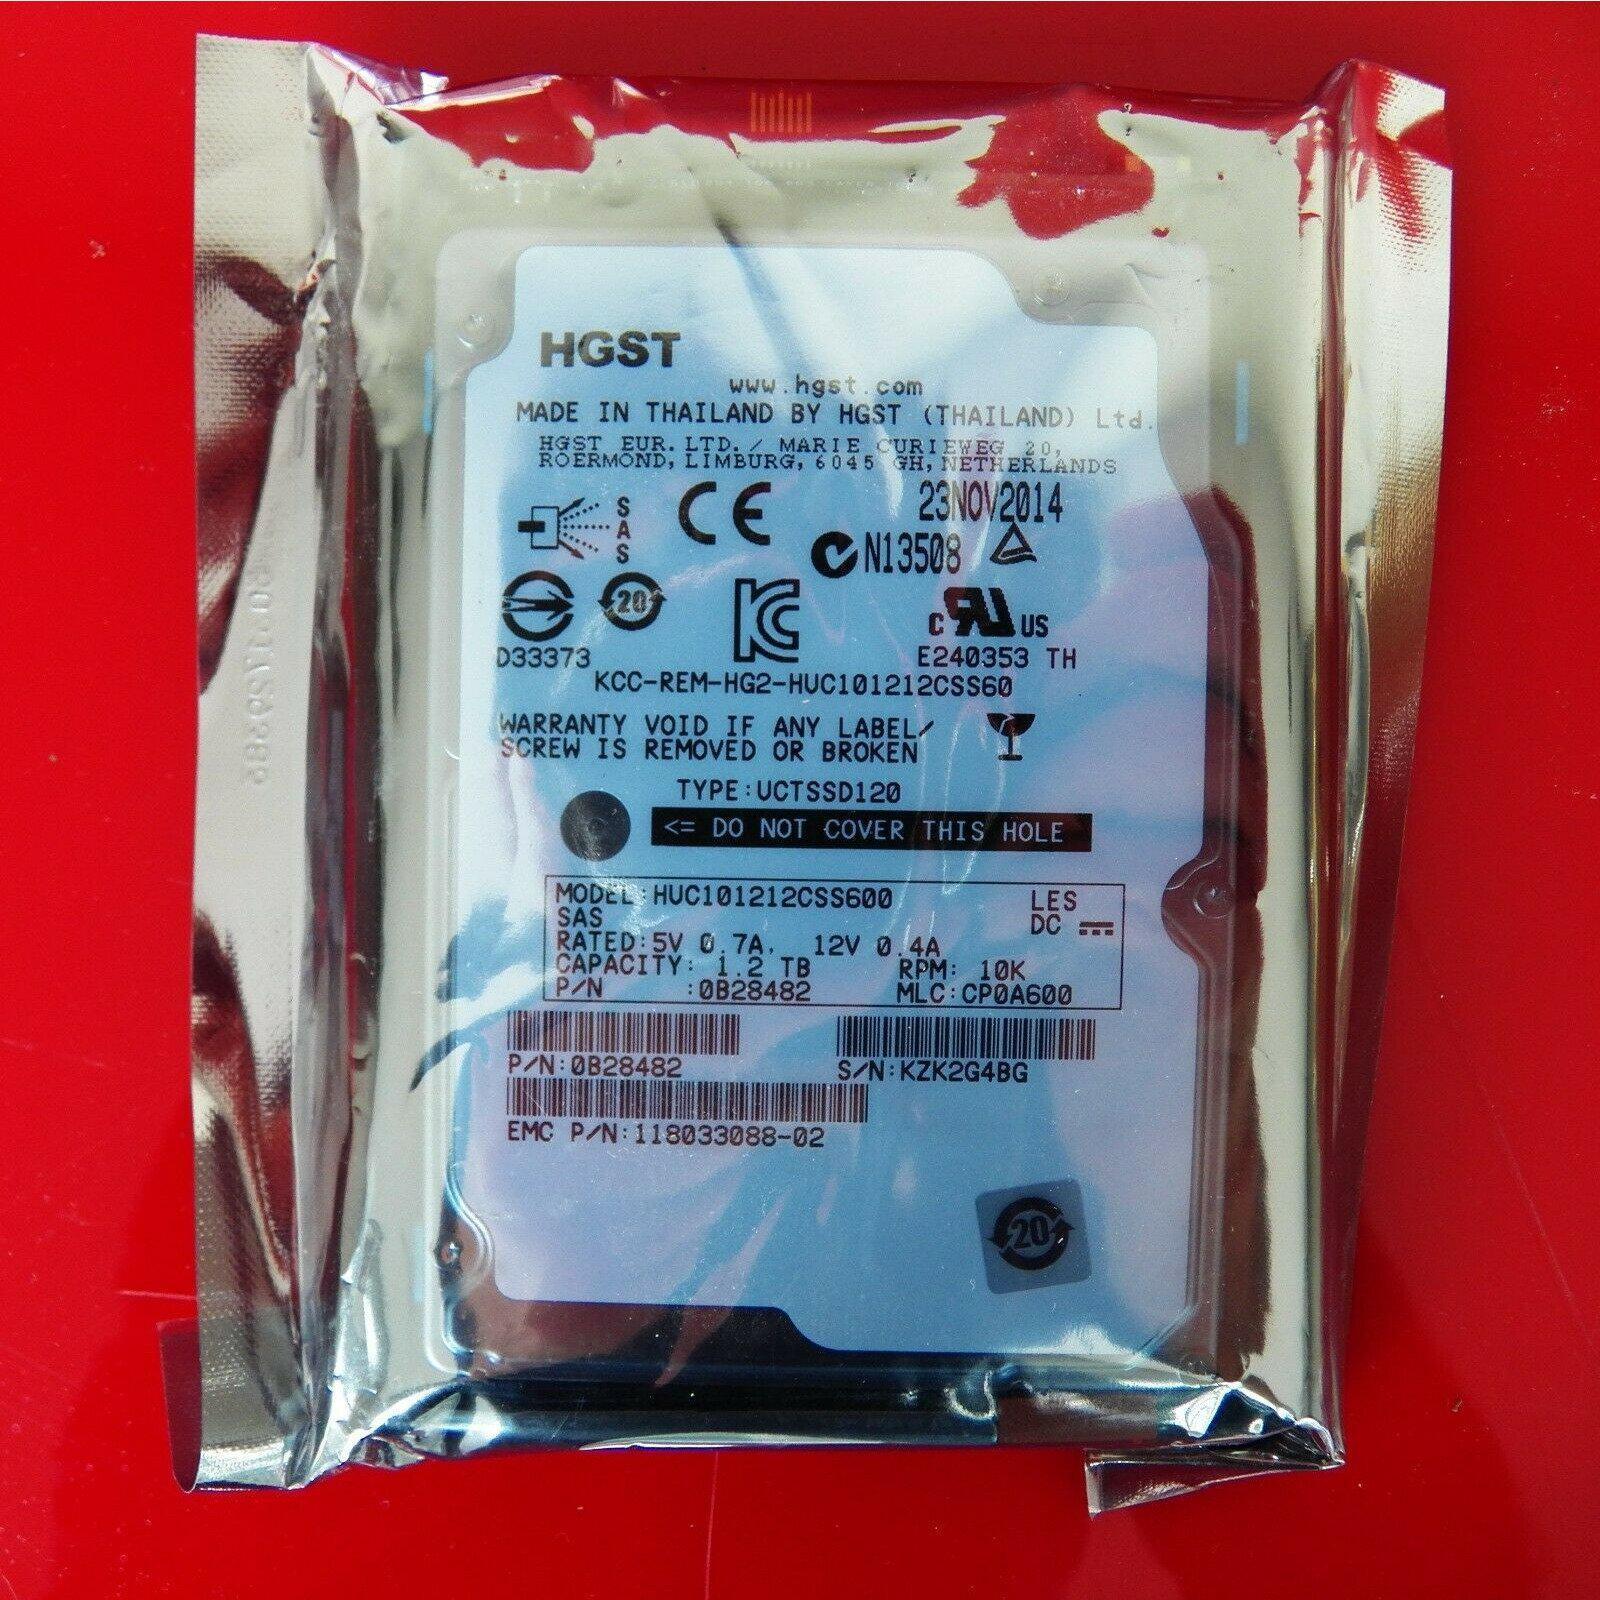 HGST
www.hgst.com
MADE IN THAILAND BY HGST (THAILAND) Ltd.
HGST EUR. LTD. / MARIE CURIEWEG 20,
ROERMOND, LIMBURG, 6045 GH, NETHERLANDS
SAS
CE
23NOV2014
N13508
20
KC
c RU US
D33373
E240353 TH
KCC-REM-HG2-HUC101212CSS60
WARRANTY VOID IF ANY LABEL/
SCREW IS REMOVED OR BROKEN
TYPE:UCTSSD120
<= DO NOT COVER THIS HOLE
MODEL:HUC101212CSS600 LES
SAS DC
RATED:5V 0.7A, 12V 0.4A
CAPACITY: 1.2 TB RPM: 10K
P/N :0B28482 MLC:CP0A600
P/N:0B28482 S/N:KZK2G4BG
EMC P/N:118033088-02
20